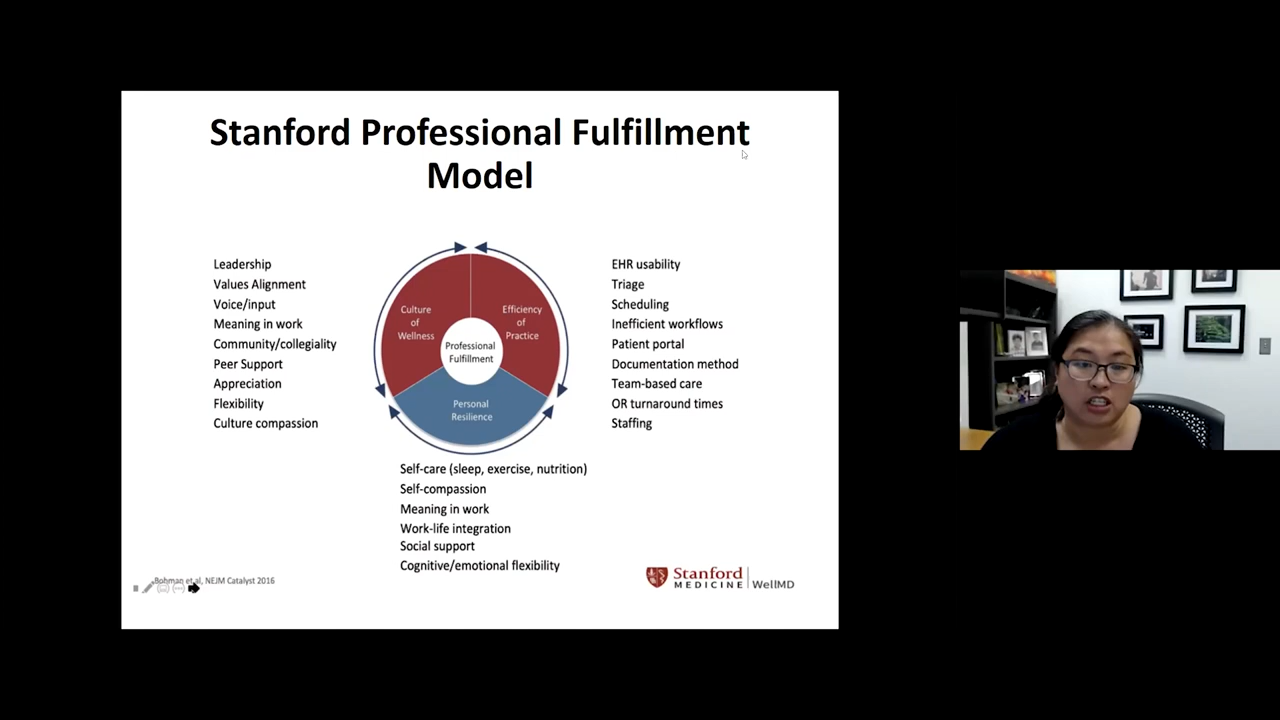 Stanford Professional Fulfillment
Model
Leadership
Values Alignment
Voice/input
Meaning in work
Community/collegiality
Peer Support
Appreciation
Flexibility
Culture compassion
Culture
of
Wellness
Efficiency
of
Practice
Professional
Fulfillment
Personal
Resilience
EHR usability
Triage
Scheduling
Inefficient workflows
Patient portal
Documentation method
Team-based care
OR turnaround times
Staffing
Self-care (sleep, exercise, nutrition)
Self-compassion
Meaning in work
Work-life integration
Social support
Cognitive/emotional flexibility
Bohman et al, NEJM Catalyst 2016
Stanford
MEDICINE
WellMD